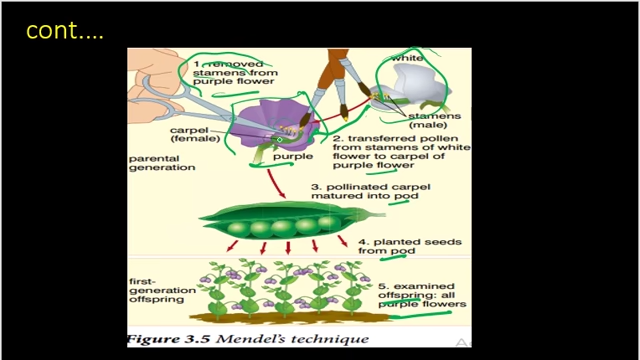 cont....
1. removed
stamens from
purple flower
white
stamens
(male)
carpel
(female)
purple
2. transferred pollen
from stamens of white
flower to carpel of
purple flower
parental
generation
3. pollinated carpel
matured into pod
4. planted seeds
from pod
first-
generation
offspring
5. examined
offspring: all
purple flowers
Figure 3.5 Mendel's technique